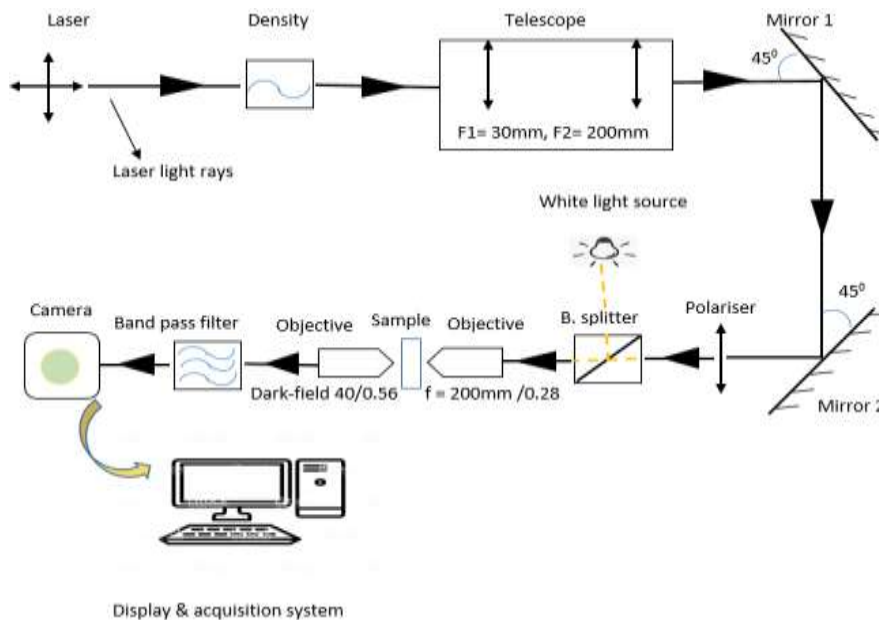 Laser
Density
Telescope
Mirror 1
45⁰
F1= 30mm, F2= 200mm
Laser light rays
White light source
45⁰
Camera
Band pass filter
Objective
Sample
Objective
B. splitter
Polariser
Dark-field 40/0.56
f = 200mm /0.28
Mirror 2
Display & acquisition system